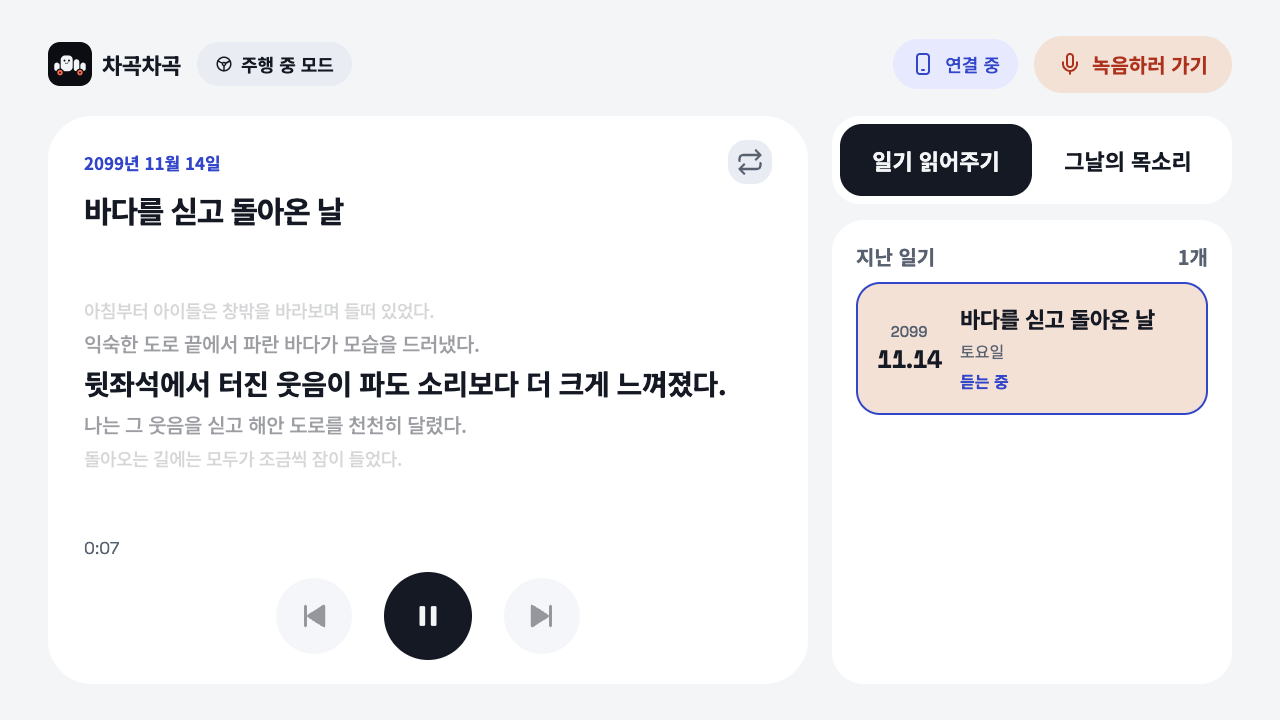 차곡차곡
주행 중 모드
연결 중
녹음하러 가기
2099년 11월 14일
바다를 싣고 돌아온 날
아침부터 아이들은 창밖을 바라보며 들떠 있었다.
익숙한 도로 끝에서 파란 바다가 모습을 드러냈다.
뒷좌석에서 터진 웃음이 파도 소리보다 더 크게 느껴졌다.
나는 그 웃음을 싣고 해안 도로를 천천히 달렸다.
돌아오는 길에는 모두가 조금씩 잠이 들었다.
0:07
일기 읽어주기
그날의 목소리
지난 일기
1개
2099
11.14
바다를 싣고 돌아온 날
토요일
듣는 중